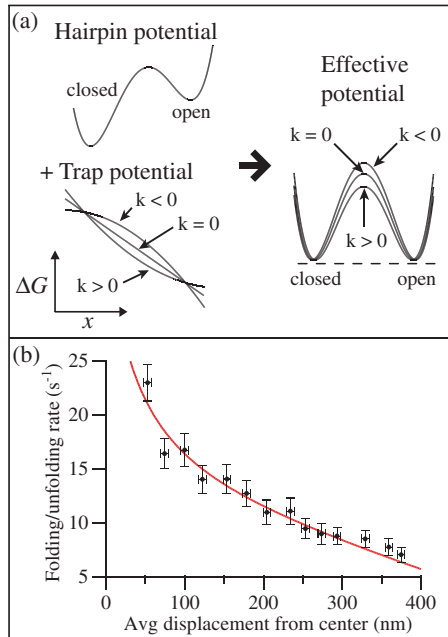 (a)
Hairpin potential
closed
open
+ Trap potential
k < 0
k = 0
k > 0
ΔG
x
Effective
potential
k = 0
k < 0
k > 0
closed
open
(b)
Folding/unfolding rate (s⁻¹)
25
20
15
10
5
0
100
200
300
400
Avg displacement from center (nm)